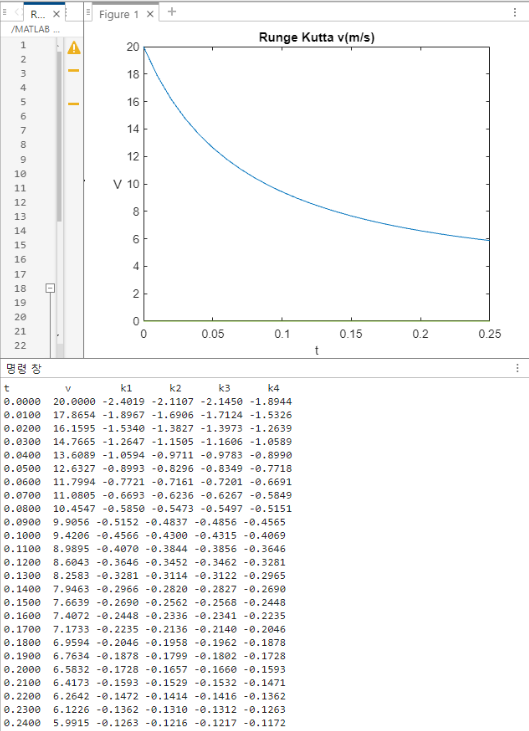 R... × Figure 1 × +
/MATLAB ...
1
2
3
4
5
6
7
8
9
10
11
12
13
14
15
16
17
18
19
20
21
22
Runge Kutta v(m/s)
20
18
16
14
12
10
8
6
4
2
0
V
0 0.05 0.1 0.15 0.2 0.25
t
명령 창
t v k1 k2 k3 k4
0.0000 20.0000 -2.4019 -2.1107 -2.1450 -1.8944
0.0100 17.8654 -1.8967 -1.6906 -1.7124 -1.5326
0.0200 16.1595 -1.5340 -1.3827 -1.3973 -1.2639
0.0300 14.7665 -1.2647 -1.1505 -1.1606 -1.0589
0.0400 13.6089 -1.0594 -0.9711 -0.9783 -0.8990
0.0500 12.6327 -0.8993 -0.8296 -0.8349 -0.7718
0.0600 11.7994 -0.7721 -0.7161 -0.7201 -0.6691
0.0700 11.0805 -0.6693 -0.6236 -0.6267 -0.5849
0.0800 10.4547 -0.5850 -0.5473 -0.5497 -0.5151
0.0900 9.9056 -0.5152 -0.4837 -0.4856 -0.4565
0.1000 9.4206 -0.4566 -0.4300 -0.4315 -0.4069
0.1100 8.9895 -0.4070 -0.3844 -0.3856 -0.3646
0.1200 8.6043 -0.3646 -0.3452 -0.3462 -0.3281
0.1300 8.2583 -0.3281 -0.3114 -0.3122 -0.2965
0.1400 7.9463 -0.2966 -0.2820 -0.2827 -0.2690
0.1500 7.6639 -0.2690 -0.2562 -0.2568 -0.2448
0.1600 7.4072 -0.2448 -0.2336 -0.2341 -0.2235
0.1700 7.1733 -0.2235 -0.2136 -0.2140 -0.2046
0.1800 6.9594 -0.2046 -0.1958 -0.1962 -0.1878
0.1900 6.7634 -0.1878 -0.1799 -0.1802 -0.1728
0.2000 6.5832 -0.1728 -0.1657 -0.1660 -0.1593
0.2100 6.4173 -0.1593 -0.1529 -0.1532 -0.1471
0.2200 6.2642 -0.1472 -0.1414 -0.1416 -0.1362
0.2300 6.1226 -0.1362 -0.1310 -0.1312 -0.1263
0.2400 5.9915 -0.1263 -0.1216 -0.1217 -0.1172